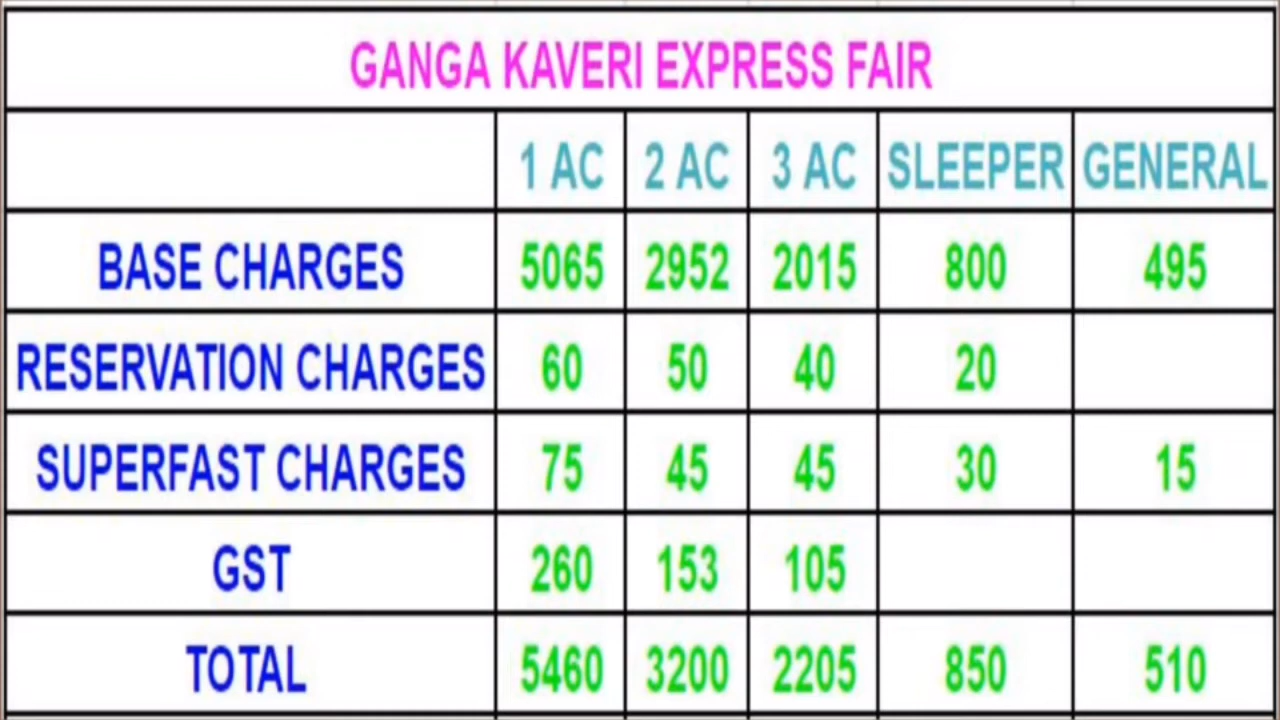 GANGA KAVERI EXPRESS FAIR
1 AC 2 AC 3 AC SLEEPER GENERAL
BASE CHARGES 5065 2952 2015 800 495
RESERVATION CHARGES 60 50 40 20
SUPERFAST CHARGES 75 45 45 30 15
GST 260 153 105
TOTAL 5460 3200 2205 850 510